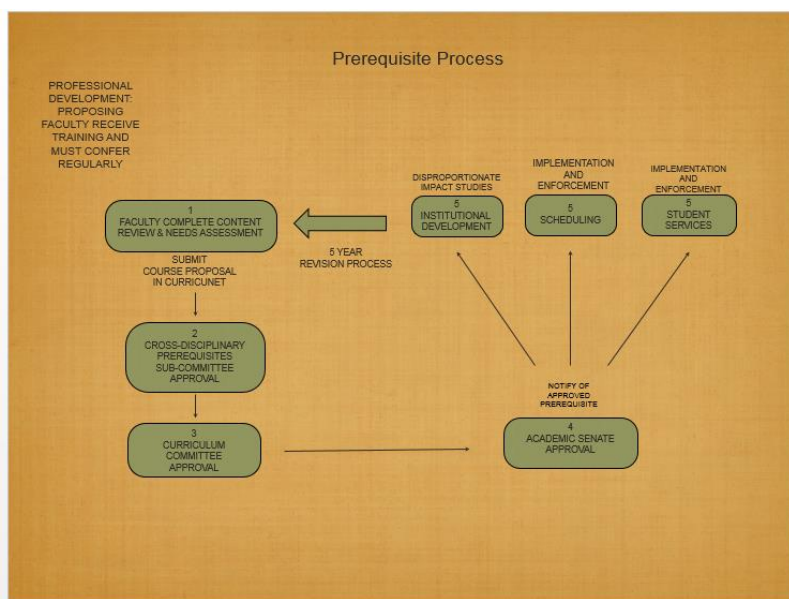 Prerequisite Process
PROFESSIONAL
DEVELOPMENT:
PROPOSING
FACULTY RECEIVE
TRAINING AND
MUST CONFER
REGULARLY
1
FACULTY COMPLETE CONTENT
REVIEW & NEEDS ASSESSMENT
SUBMIT
COURSE PROPOSAL
IN CURRICUNET
2
CROSS-DISCIPLINARY
PREREQUISITES
SUB-COMMITTEE
APPROVAL
3
CURRICULUM
COMMITTEE
APPROVAL
4
ACADEMIC SENATE
APPROVAL
NOTIFY OF
APPROVED
PREREQUISITE
DISPROPORTIONATE
IMPACT STUDIES
5
INSTITUTIONAL
DEVELOPMENT
IMPLEMENTATION
AND
ENFORCEMENT
5
SCHEDULING
IMPLEMENTATION
AND
ENFORCEMENT
5
STUDENT
SERVICES
5 YEAR
REVISION PROCESS